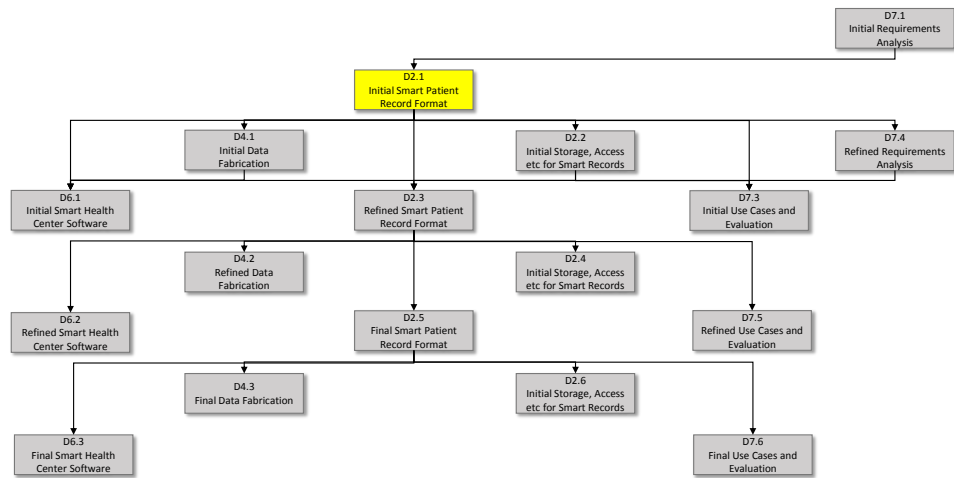 D7.1
Initial Requirements
Analysis
D2.1
Initial Smart Patient
Record Format
D4.1
Initial Data
Fabrication
D2.2
Initial Storage, Access
etc for Smart Records
D7.4
Refined Requirements
Analysis
D6.1
Initial Smart Health
Center Software
D2.3
Refined Smart Patient
Record Format
D7.3
Initial Use Cases and
Evaluation
D4.2
Refined Data
Fabrication
D2.4
Initial Storage, Access
etc for Smart Records
D6.2
Refined Smart Health
Center Software
D2.5
Final Smart Patient
Record Format
D7.5
Refined Use Cases and
Evaluation
D4.3
Final Data Fabrication
D2.6
Initial Storage, Access
etc for Smart Records
D6.3
Final Smart Health
Center Software
D7.6
Final Use Cases and
Evaluation